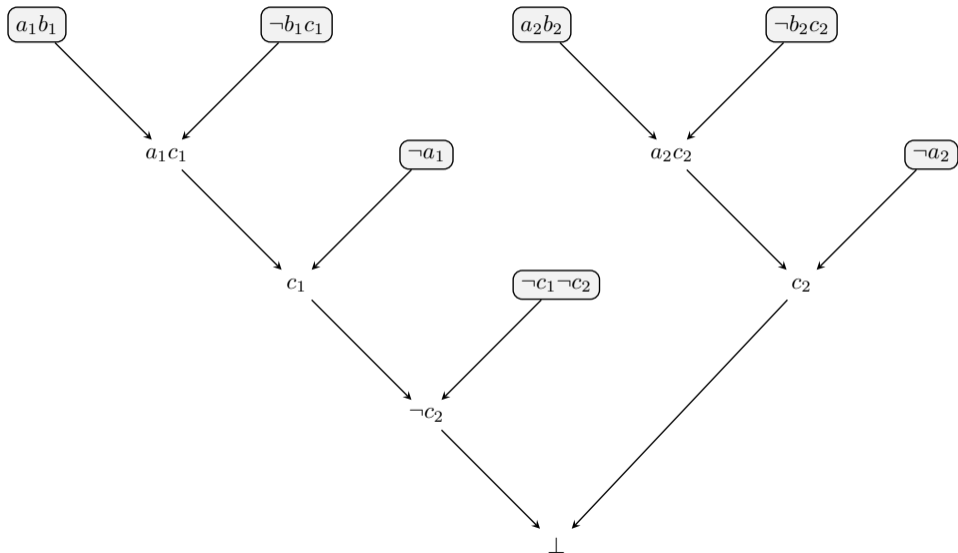 a₁b₁ ¬b₁c₁ a₂b₂ ¬b₂c₂
a₁c₁ ¬a₁ a₂c₂ ¬a₂
c₁ ¬c₁¬c₂ c₂
¬c₂
⊥